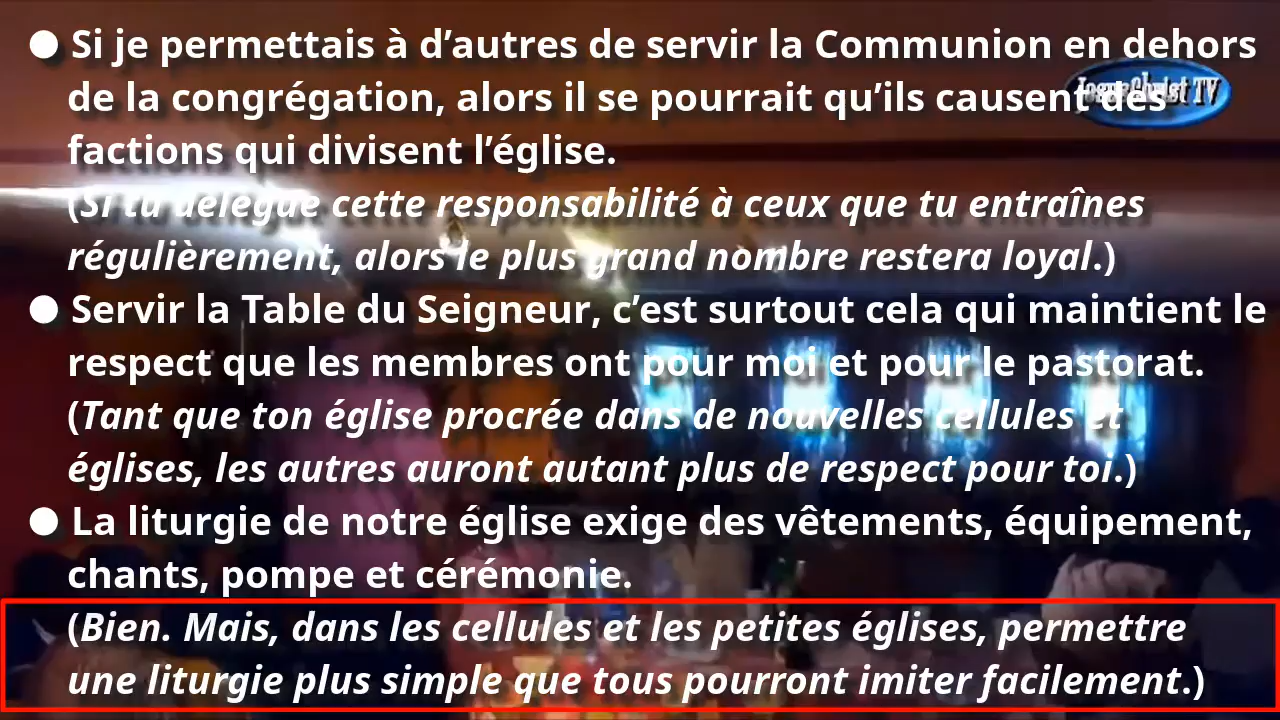 ● Si je permettais à d’autres de servir la Communion en dehors
de la congrégation, alors il se pourrait qu’ils causent des
factions qui divisent l’église.
(Si tu délègue cette responsabilité à ceux que tu entraînes
régulièrement, alors le plus grand nombre restera loyal.)
● Servir la Table du Seigneur, c’est surtout cela qui maintient le
respect que les membres ont pour moi et pour le pastorat.
(Tant que ton église procrée dans de nouvelles cellules et
églises, les autres auront autant plus de respect pour toi.)
● La liturgie de notre église exige des vêtements, équipement,
chants, pompe et cérémonie.
(Bien. Mais, dans les cellules et les petites églises, permettre
une liturgie plus simple que tous pourront imiter facilement.)
TV